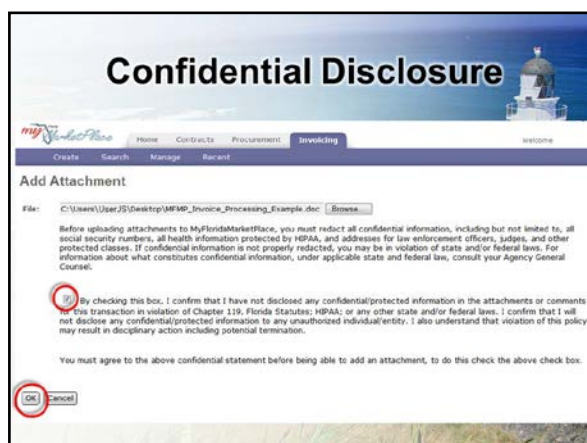 Confidential Disclosure
my MarketPlace Home Contracts Procurement Invoicing Welcome
Create Search Manage Recent
Add Attachment
File: C:\Users\UserJS\Desktop\MFMP_Invoice_Processing_Example.doc Browse...
Before uploading attachments to MyFloridaMarketPlace, you must redact all confidential information, including but not limited to, all
social security numbers, all health information protected by HIPAA, and addresses for law enforcement officers, judges, and other
protected classes. If confidential information is not properly redacted, you may be in violation of state and/or federal laws. For
information about what constitutes confidential information, under applicable state and federal law, consult your Agency General
Counsel.
By checking this box, I confirm that I have not disclosed any confidential/protected information in the attachments or comments
for this transaction in violation of Chapter 119, Florida Statutes; HIPAA; or any other state and/or federal laws. I confirm that I will
not disclose any confidential/protected information to any unauthorized individual/entity. I also understand that violation of this policy
may result in disciplinary action including potential termination.
You must agree to the above confidential statement before being able to add an attachment, to do this check the above check box.
OK Cancel